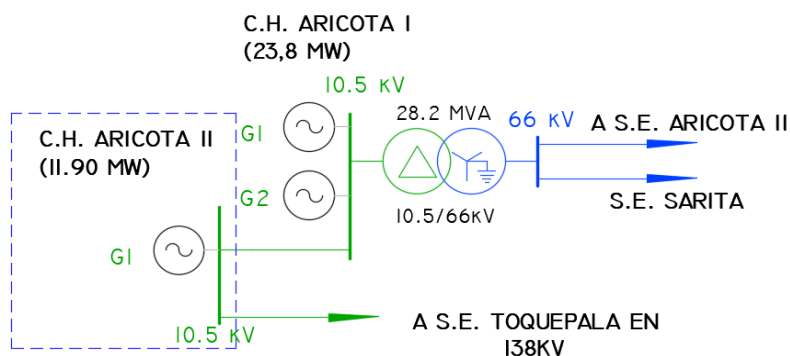 C.H. ARICOTA I
(23,8 MW)
10.5 KV
28.2 MVA
66 KV
A S.E. ARICOTA II
G1
C.H. ARICOTA II
(11.90 MW)
G2
S.E. SARITA
10.5/66KV
G1
10.5 KV
A S.E. TOQUEPALA EN
138KV